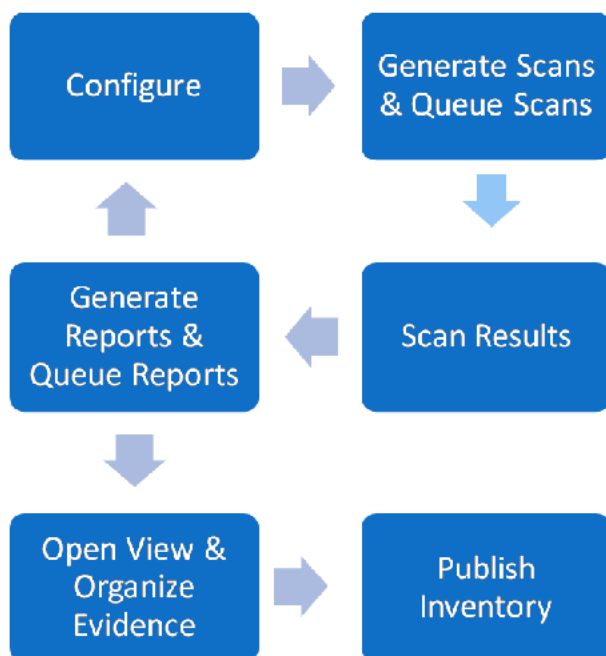 Configure
Generate Scans
& Queue Scans
Generate
Reports &
Queue Reports
Scan Results
Open View &
Organize
Evidence
Publish
Inventory